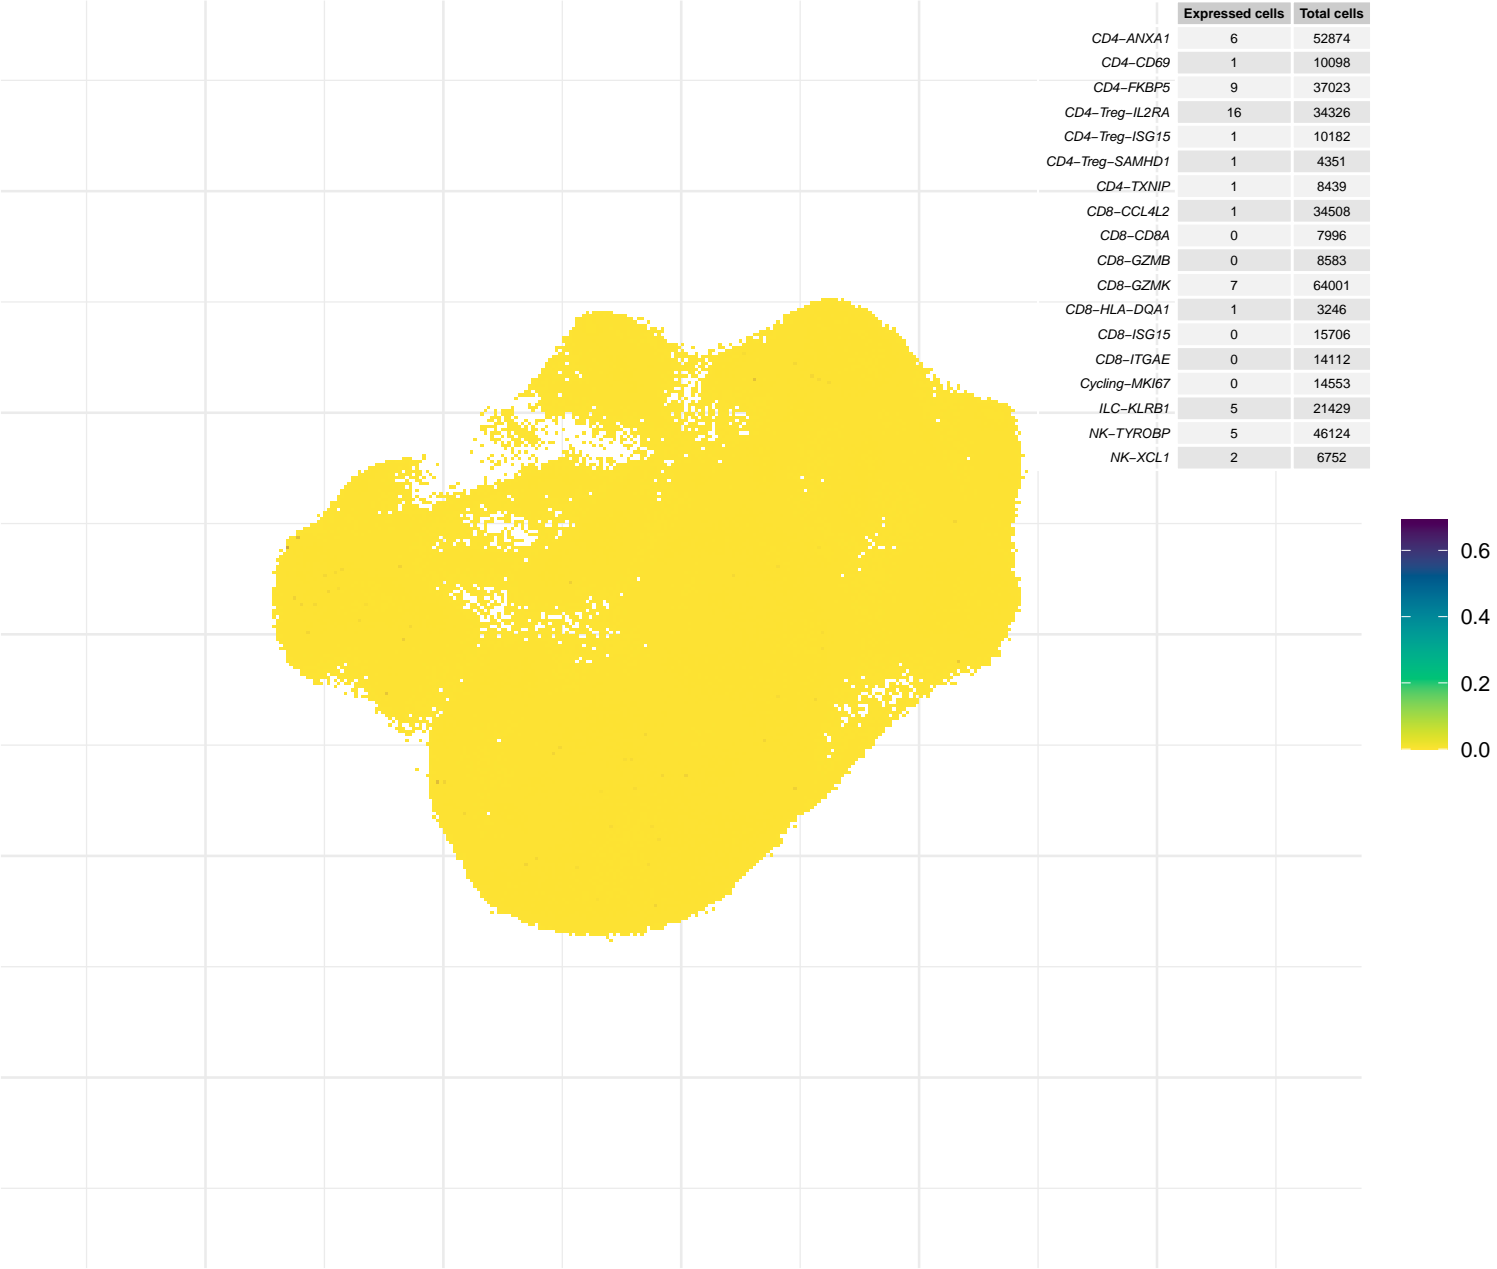 Expressed cells Total cells
CD4−ANXA1 6 52874
CD4−CD69 1 10098
CD4−FKBP5 9 37023
CD4−Treg−IL2RA 16 34326
CD4−Treg−ISG15 1 10182
CD4−Treg−SAMHD1 1 4351
CD4−TXNIP 1 8439
CD8−CCL4L2 1 34508
CD8−CD8A 0 7996
CD8−GZMB 0 8583
CD8−GZMK 7 64001
CD8−HLA−DQA1 1 3246
CD8−ISG15 0 15706
CD8−ITGAE 0 14112
Cycling−MKI67 0 14553
ILC−KLRB1 5 21429
NK−TYROBP 5 46124
NK−XCL1 2 6752
0.6
0.4
0.2
0.0